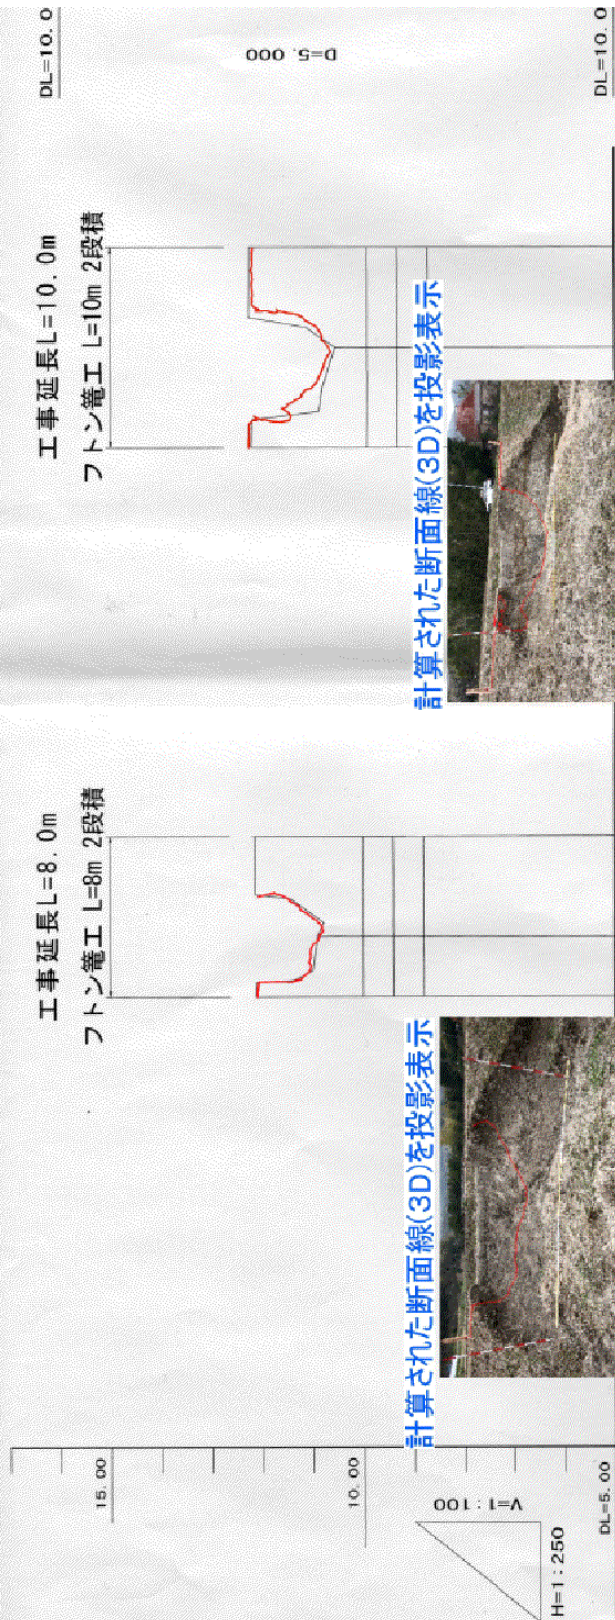 工事延長L=8.0m
フトン篭工 L=8m 2段積
工事延長L=10.0m
フトン篭工 L=10m 2段積
DL=10.0
D=5.000
DL=10.0
計算された断面線(3D)を投影表示
計算された断面線(3D)を投影表示
15.00
10.00
V=1:100
H=1:250
DL=5.00